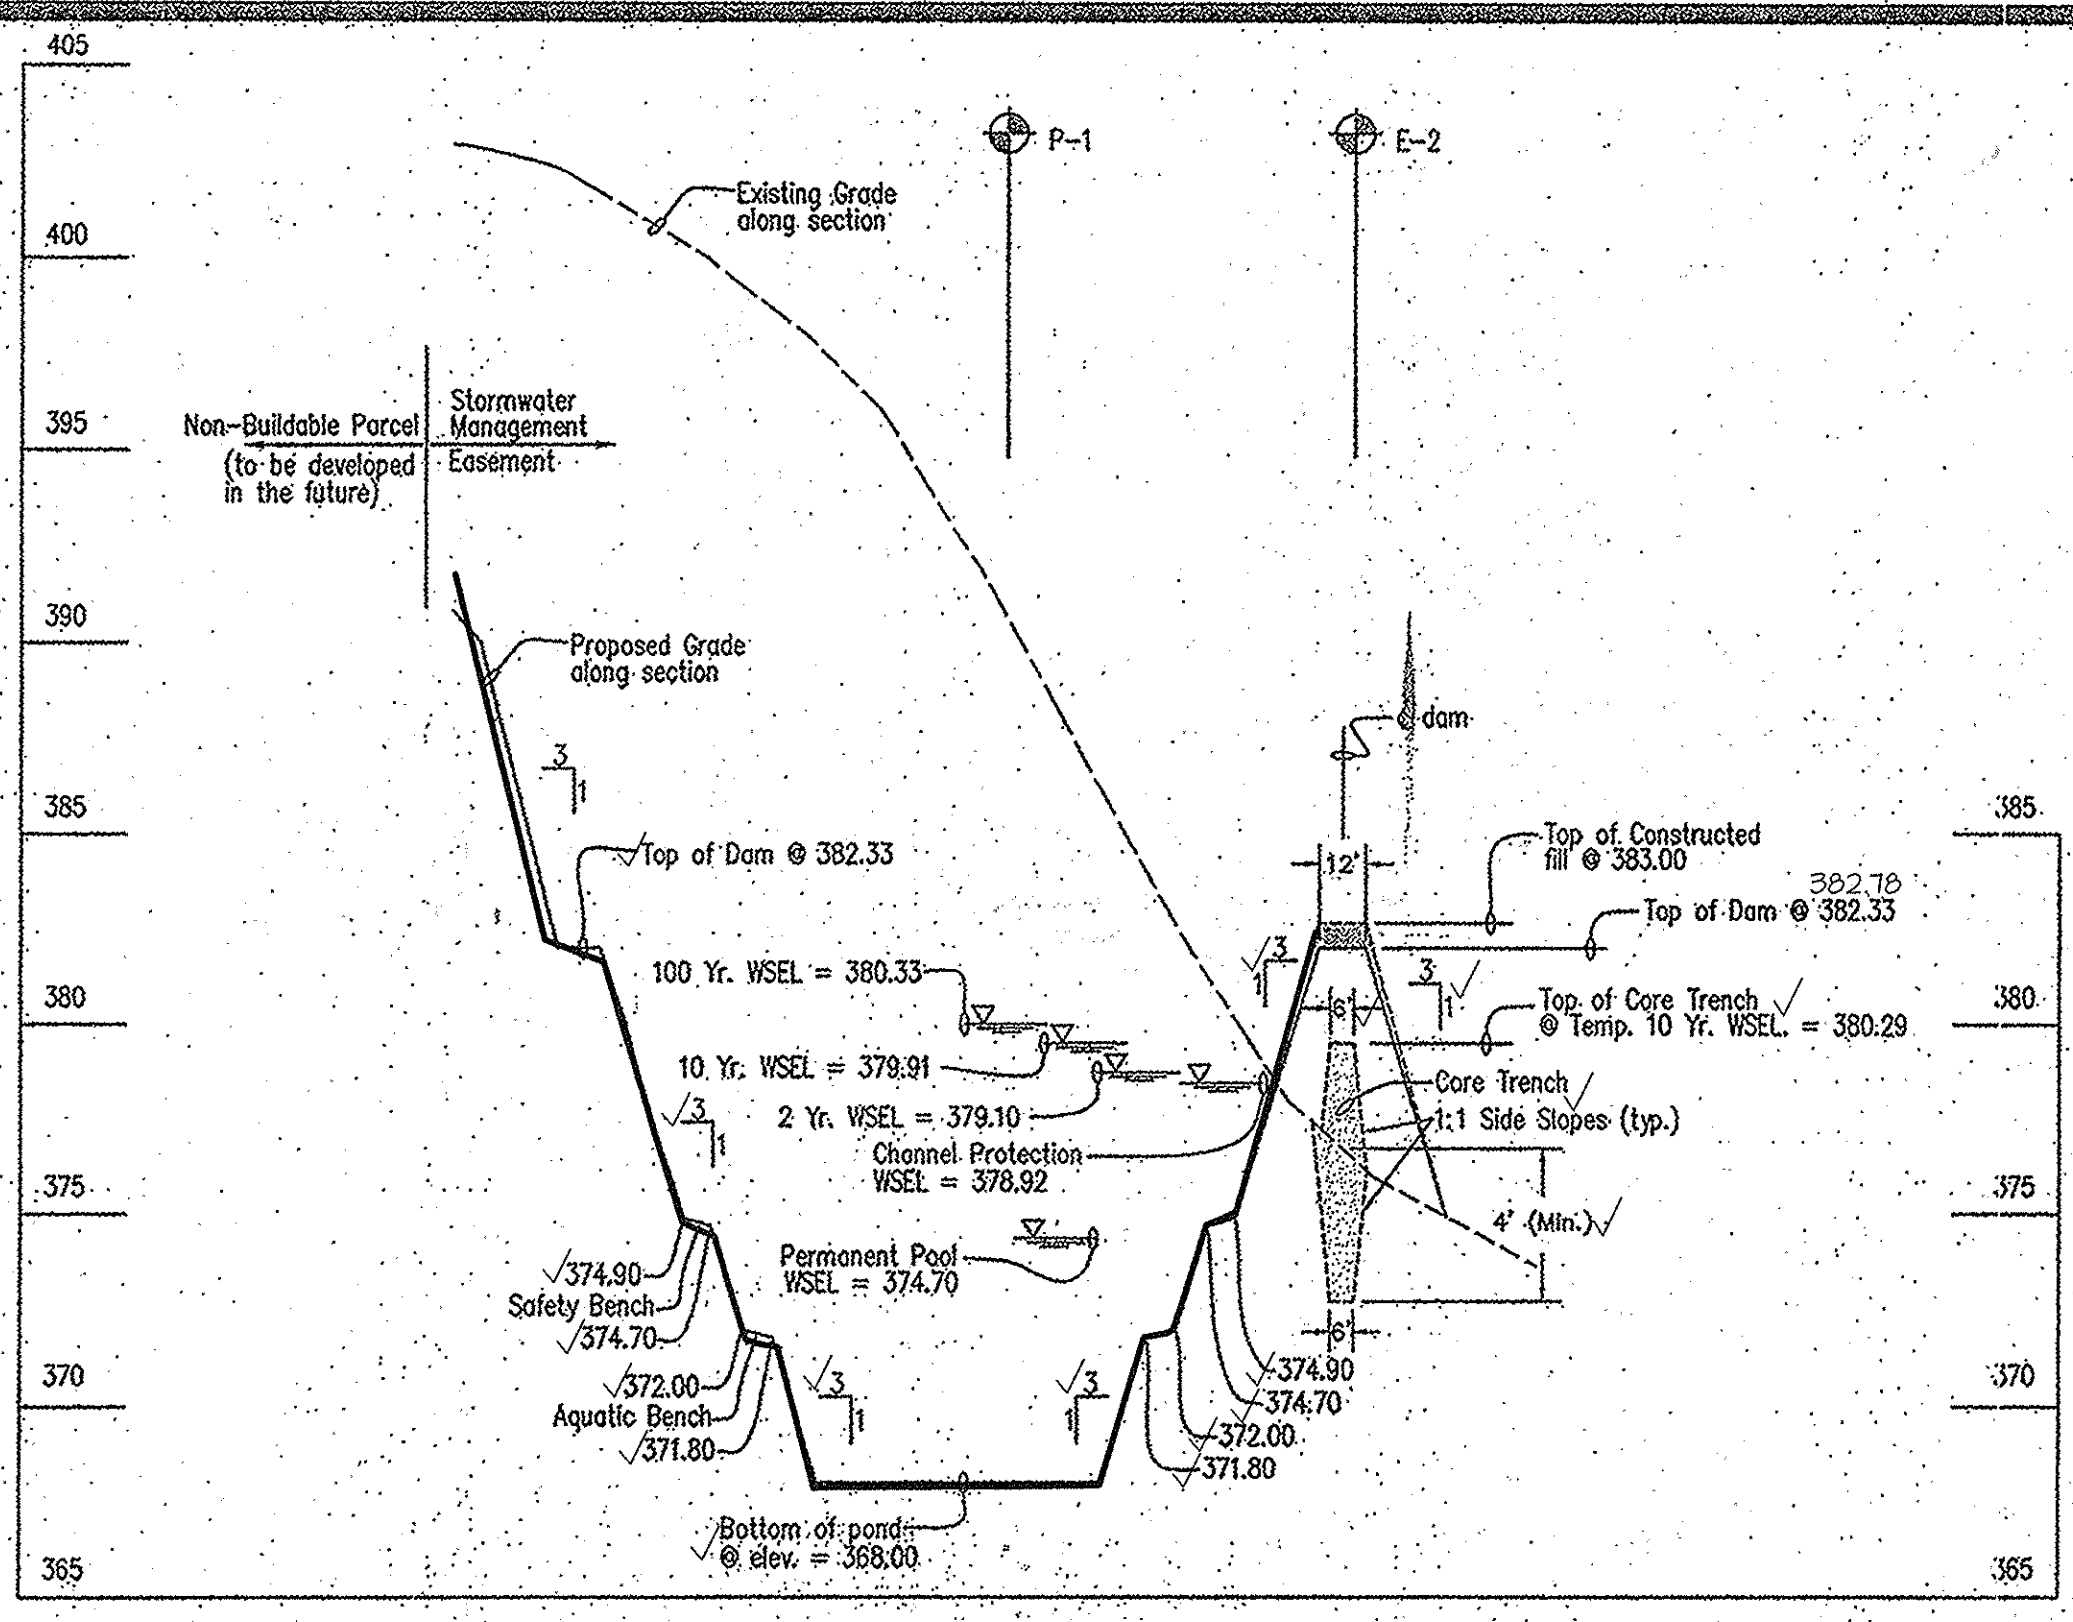 405
P-1
E-2
Existing Grade
along section
400
395
Non-Buildable Parcel
(to be developed
in the future)
Stormwater
Management
Easement
390
Proposed Grade
along section
3
1
dam
385
385
Top of Dam @ 382.33
12'
Top of Constructed
fill @ 383.00
382.78
Top of Dam @ 382.33
100 Yr. WSEL = 380.33
3
1
3
1
380
380
6'
Top of Core Trench
@ Temp. 10 Yr. WSEL. = 380.29
10 Yr. WSEL = 379.91
Core Trench
3
1
2 Yr. WSEL = 379.10
1:1 Side Slopes (typ.)
Channel Protection
WSEL = 378.92
375
375
4' (Min.)
Permanent Pool
WSEL = 374.70
374.90
Safety Bench
374.70
6'
370
370
372.00
Aquatic Bench
371.80
3
1
3
1
374.90
374.70
372.00
371.80
Bottom of pond
@ elev. = 368.00
365
365